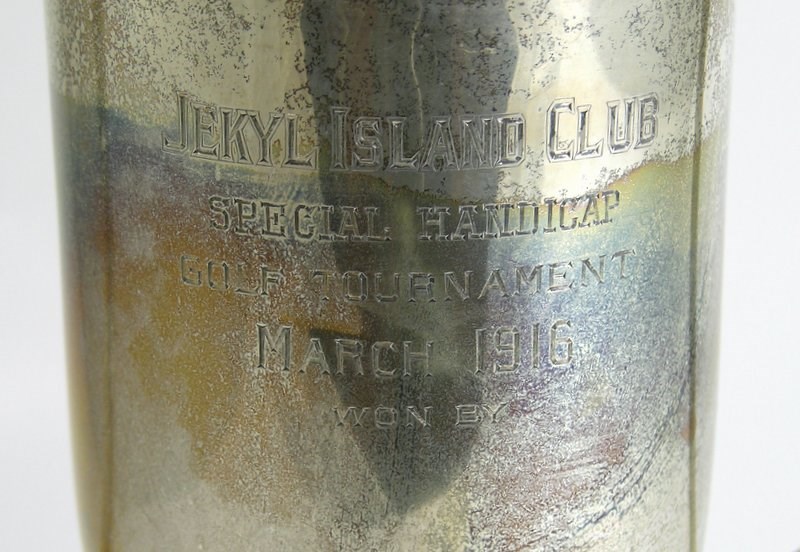 JEKYL ISLAND CLUB
SPECIAL HANDICAP
GOLF TOURNAMENT
MARCH 1916
WON BY